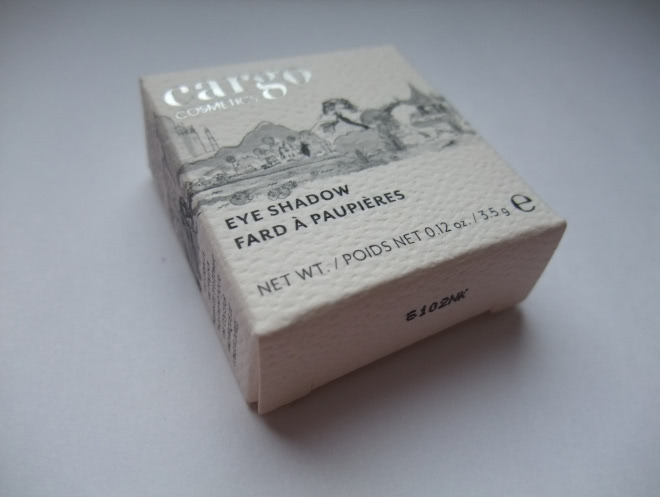 cargo
COSMETICS
EYE SHADOW
FARD À PAUPIÈRES
NET WT. / POIDS NET 0.12 oz. / 3.5 g e
E102NK